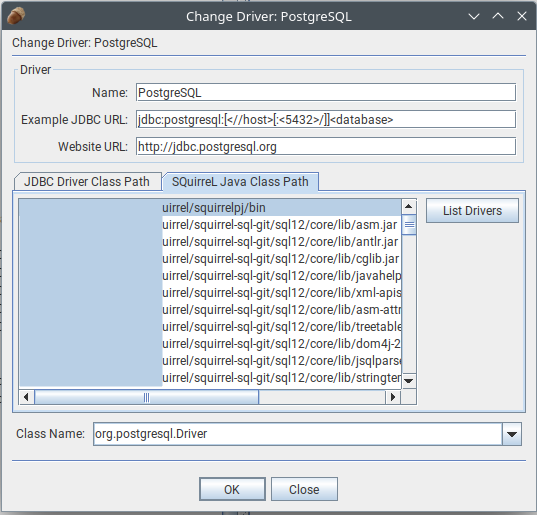 Change Driver: PostgreSQL
Change Driver: PostgreSQL
Driver
Name: PostgreSQL
Example JDBC URL: jdbc:postgresql:[<//host>[:<5432>/]]<database>
Website URL: http://jdbc.postgresql.org
JDBC Driver Class Path SQuirreL Java Class Path
uirrel/squirrelpj/bin
List Drivers
uirrel/squirrel-sql-git/sql12/core/lib/asm.jar
uirrel/squirrel-sql-git/sql12/core/lib/antlr.jar
uirrel/squirrel-sql-git/sql12/core/lib/cglib.jar
uirrel/squirrel-sql-git/sql12/core/lib/javahelp
uirrel/squirrel-sql-git/sql12/core/lib/xml-apis
uirrel/squirrel-sql-git/sql12/core/lib/asm-attr
uirrel/squirrel-sql-git/sql12/core/lib/treetable
uirrel/squirrel-sql-git/sql12/core/lib/dom4j-2
uirrel/squirrel-sql-git/sql12/core/lib/jsqlparse
uirrel/squirrel-sql-git/sql12/core/lib/stringter
Class Name: org.postgresql.Driver
OK Close